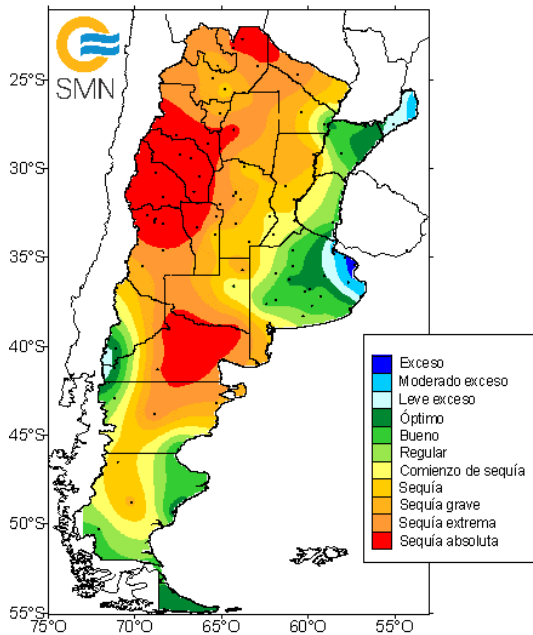 SMN
25°S
30°S
35°S
40°S
45°S
50°S
55°S
75°O 70°O 65°O 60°O 55°O
Exceso
Moderado exceso
Leve exceso
Óptimo
Bueno
Regular
Comienzo de sequía
Sequía
Sequía grave
Sequía extrema
Sequía absoluta